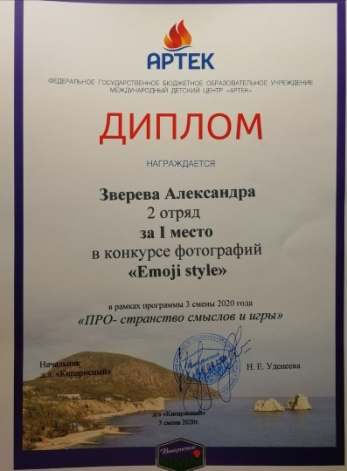 АРТЕК
ФЕДЕРАЛЬНОЕ ГОСУДАРСТВЕННОЕ БЮДЖЕТНОЕ ОБРАЗОВАТЕЛЬНОЕ УЧРЕЖДЕНИЕ
МЕЖДУНАРОДНЫЙ ДЕТСКИЙ ЦЕНТР «АРТЕК»
ДИПЛОМ
НАГРАЖДАЕТСЯ
Зверева Александра
2 отряд
за I место
в конкурсе фотографий
«Emoji style»
в рамках программы 3 смены 2020 года
«ПРО- странство смыслов и игры»
Начальник
д.л. «Кипарисный»
Н. Е. Уденеева
д/л «Кипарисный»
3 смена 2020г.